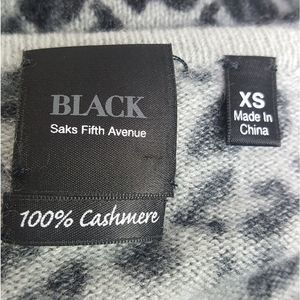 BLACK
Saks Fifth Avenue
100% Cashmere
XS
Made In
China